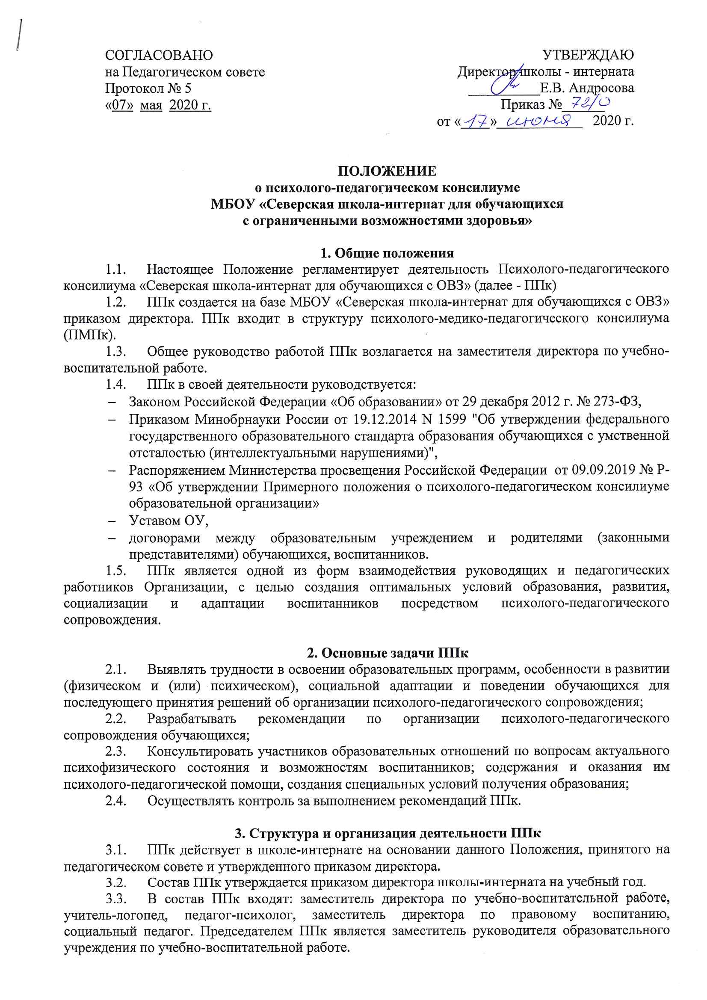 СОГЛАСОВАНО
на Педагогическом совете
Протокол № 5
«07» мая 2020 г.
УТВЕРЖДАЮ
Директор школы - интерната
Е.В. Андросова
Приказ № 72/0
от «17» июня 2020 г.
ПОЛОЖЕНИЕ
о психолого-педагогическом консилиуме
МБОУ «Северская школа-интернат для обучающихся
с ограниченными возможностями здоровья»
1. Общие положения
1.1. Настоящее Положение регламентирует деятельность Психолого-педагогического
консилиума «Северская школа-интернат для обучающихся с ОВЗ» (далее - ППк)
1.2. ППк создается на базе МБОУ «Северская школа-интернат для обучающихся с ОВЗ»
приказом директора. ППк входит в структуру психолого-медико-педагогического консилиума
(ПМПк).
1.3. Общее руководство работой ППк возлагается на заместителя директора по учебно-
воспитательной работе.
1.4. ППк в своей деятельности руководствуется:
– Законом Российской Федерации «Об образовании» от 29 декабря 2012 г. № 273-ФЗ,
– Приказом Минобрнауки России от 19.12.2014 N 1599 "Об утверждении федерального
государственного образовательного стандарта образования обучающихся с умственной
отсталостью (интеллектуальными нарушениями)",
– Распоряжением Министерства просвещения Российской Федерации от 09.09.2019 № Р-
93 «Об утверждении Примерного положения о психолого-педагогическом консилиуме
образовательной организации»
– Уставом ОУ,
– договорами между образовательным учреждением и родителями (законными
представителями) обучающихся, воспитанников.
1.5. ППк является одной из форм взаимодействия руководящих и педагогических
работников Организации, с целью создания оптимальных условий образования, развития,
социализации и адаптации воспитанников посредством психолого-педагогического
сопровождения.
2. Основные задачи ППк
2.1. Выявлять трудности в освоении образовательных программ, особенности в развитии
(физическом и (или) психическом), социальной адаптации и поведении обучающихся для
последующего принятия решений об организации психолого-педагогического сопровождения;
2.2. Разрабатывать рекомендации по организации психолого-педагогического
сопровождения обучающихся;
2.3. Консультировать участников образовательных отношений по вопросам актуального
психофизического состояния и возможностям воспитанников; содержания и оказания им
психолого-педагогической помощи, создания специальных условий получения образования;
2.4. Осуществлять контроль за выполнением рекомендаций ППк.
3. Структура и организация деятельности ППк
3.1. ППк действует в школе-интернате на основании данного Положения, принятого на
педагогическом совете и утвержденного приказом директора.
3.2. Состав ППк утверждается приказом директора школы-интерната на учебный год.
3.3. В состав ППк входят: заместитель директора по учебно-воспитательной работе,
учитель-логопед, педагог-психолог, заместитель директора по правовому воспитанию,
социальный педагог. Председателем ППк является заместитель руководителя образовательного
учреждения по учебно-воспитательной работе.